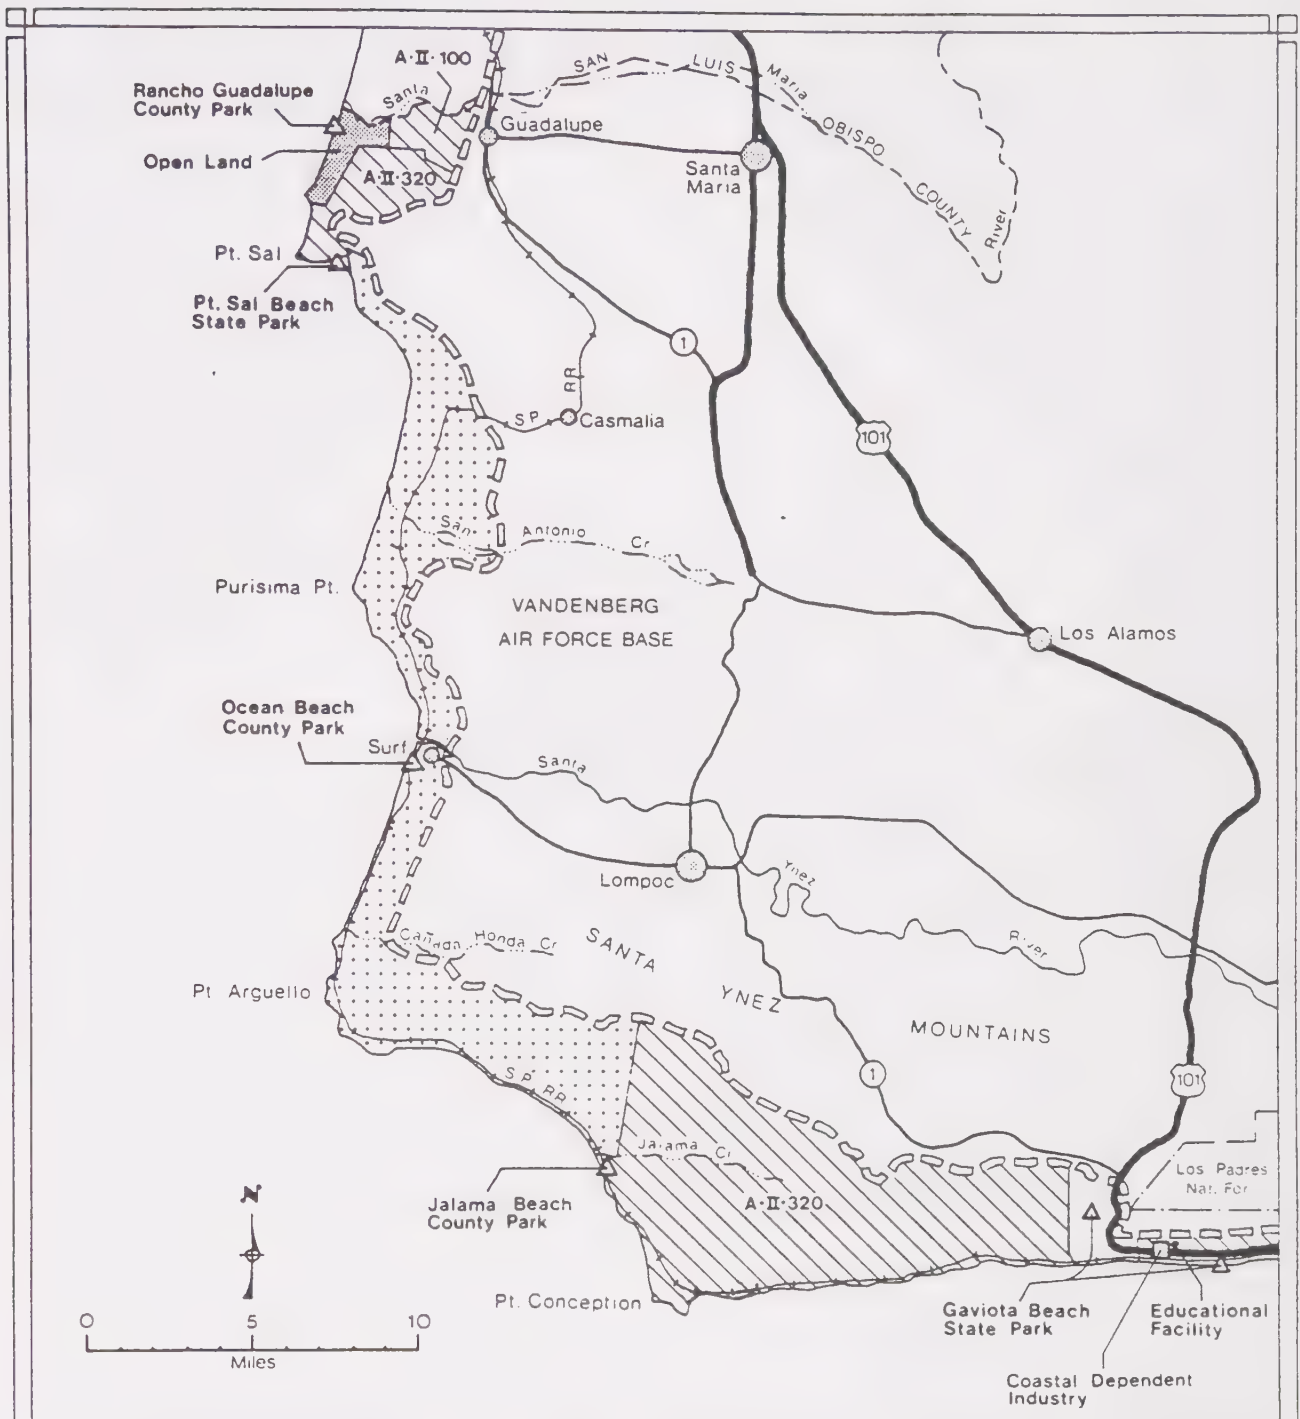 A-II-100
SAN LUIS Maria OBISPO COUNTY River
Rancho Guadalupe
County Park
Santa
Guadalupe
Open Land
Santa
Maria
A-II-320
Pt. Sal
Pt. Sal Beach
State Park
1
RR
SP
Casmalia
101
San Antonio Cr
Purisima Pt.
VANDENBERG
AIR FORCE BASE
Los Alamos
Ocean Beach
County Park
Surf
Santa
Lompoc
Ynez
River
Cañada Honda Cr
SANTA
YNEZ
MOUNTAINS
Pt Arguello
S P RR
1
101
Jalama Cr
Los Padres
Nat. For
Jalama Beach
County Park
A-II-320
N
Pt. Conception
Gaviota Beach
State Park
Educational
Facility
0 5 10
Miles
Coastal Dependent
Industry